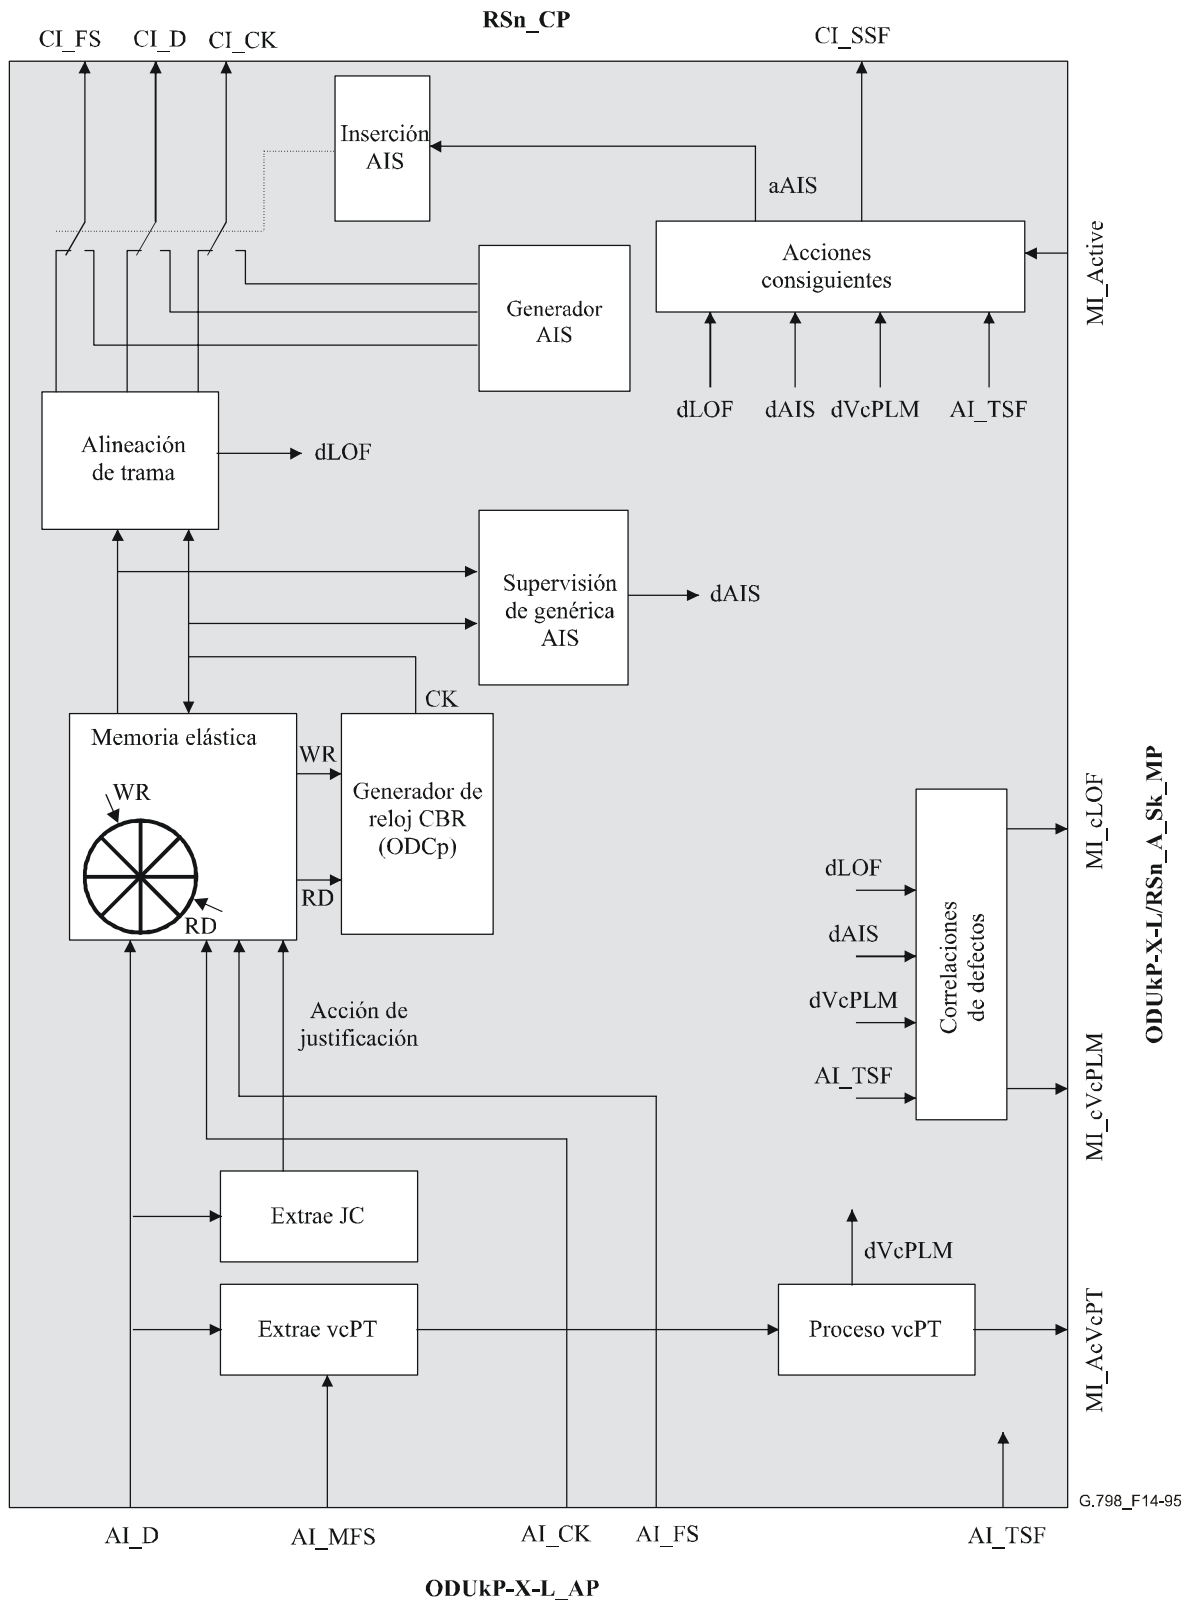 RSn_CP
CI_FS
CI_D
CI_CK
CI_SSF
Inserción
AIS
aAIS
Acciones
consiguientes
MI_Active
Generador
AIS
dLOF
dAIS
dVcPLM
AI_TSF
Alineación
de trama
dLOF
Supervisión
de genérica
AIS
dAIS
CK
Memoria elástica
WR
RD
WR
RD
Generador de
reloj CBR
(ODCp)
dLOF
dAIS
dVcPLM
AI_TSF
Correlaciones
de defectos
MI_cLOF
MI_cVcPLM
ODUkP-X-L/RSn_A_Sk_MP
Acción de
justificación
Extrae JC
dVcPLM
Extrae vcPT
Proceso vcPT
MI_AcVcPT
G.798_F14-95
AI_D
AI_MFS
AI_CK
AI_FS
AI_TSF
ODUkP-X-L_AP